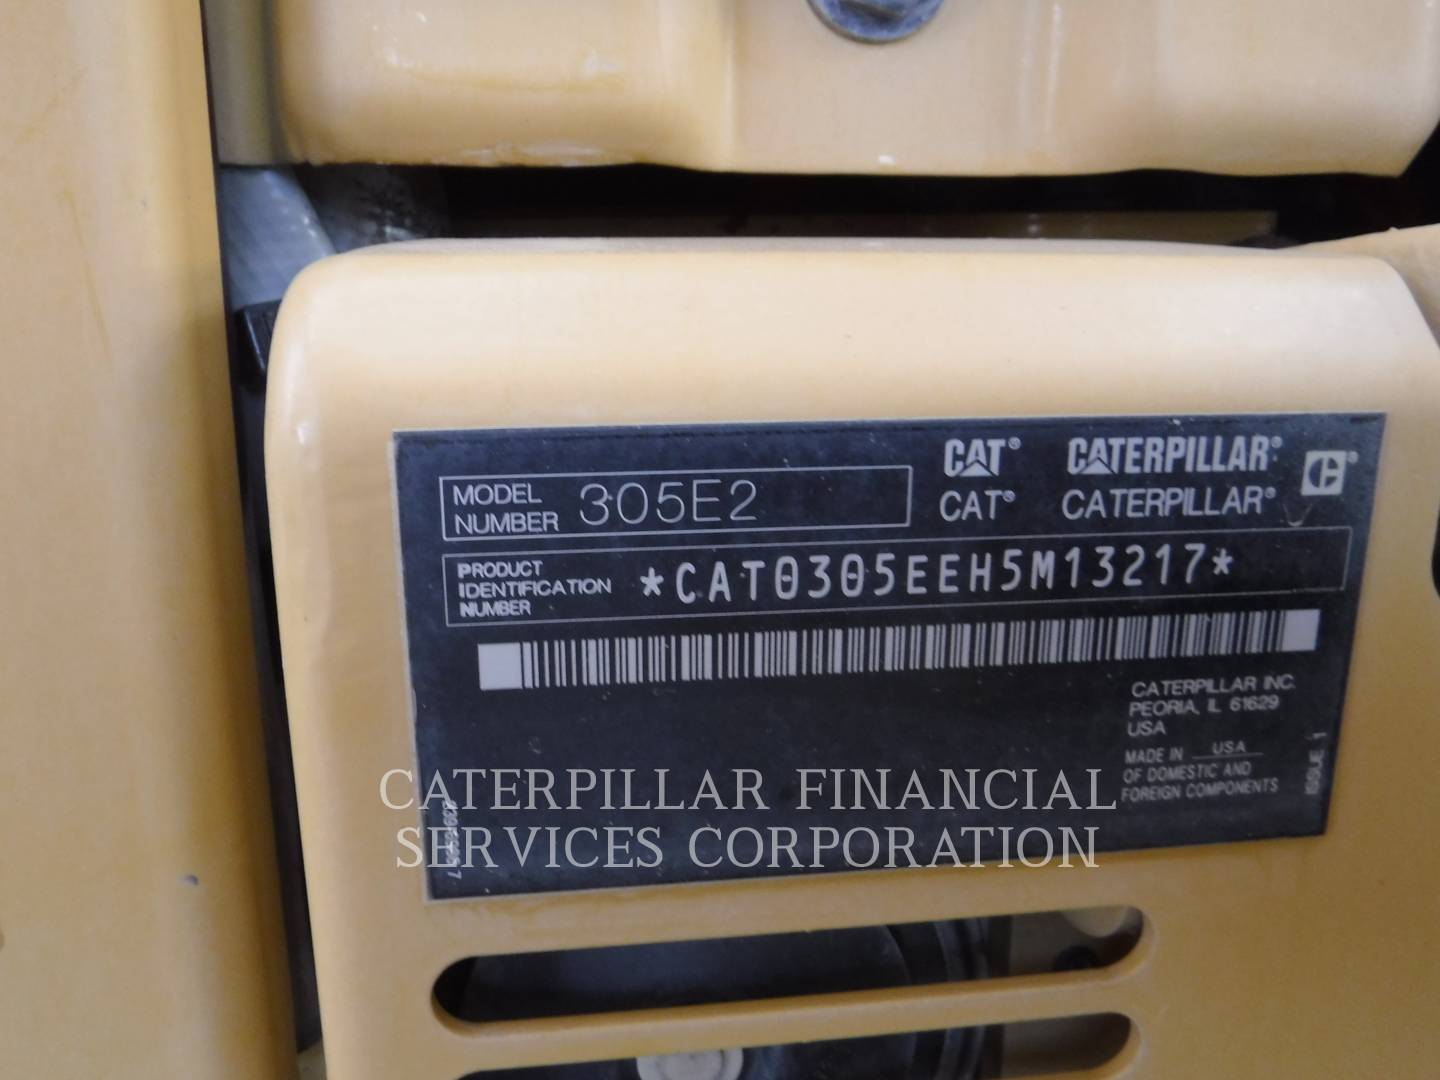 CAT® CATERPILLAR®
CAT® CATERPILLAR®
MODEL NUMBER 305E2
PRODUCT IDENTIFICATION NUMBER *CAT0305EEH5M13217*
CATERPILLAR INC.
PEORIA, IL 61629
USA
MADE IN USA
OF DOMESTIC AND
FOREIGN COMPONENTS
ISSUE 1
CATERPILLAR FINANCIAL
SERVICES CORPORATION